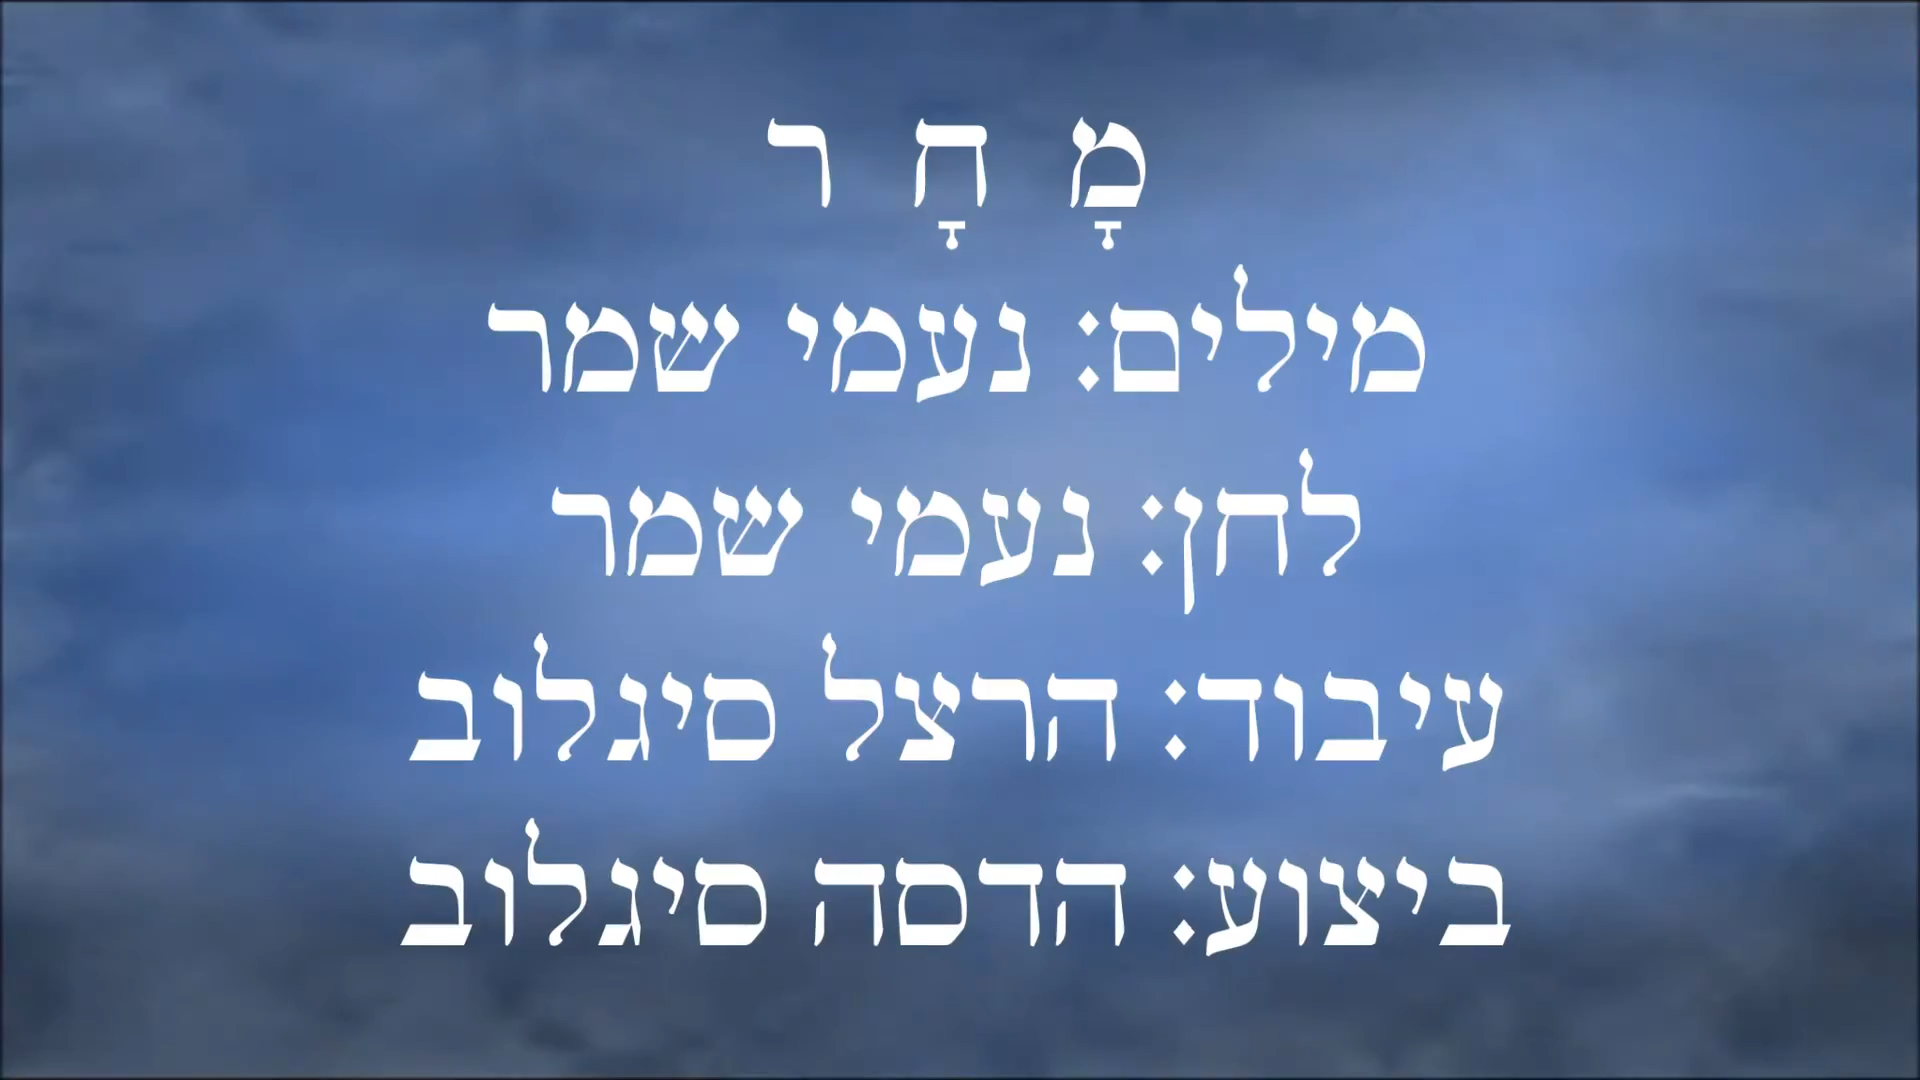 מָ חָ ר
מילים: נעמי שמר
לחן: נעמי שמר
עיבוד: הרצל סיגלוב
ביצוע: הדסה סיגלוב